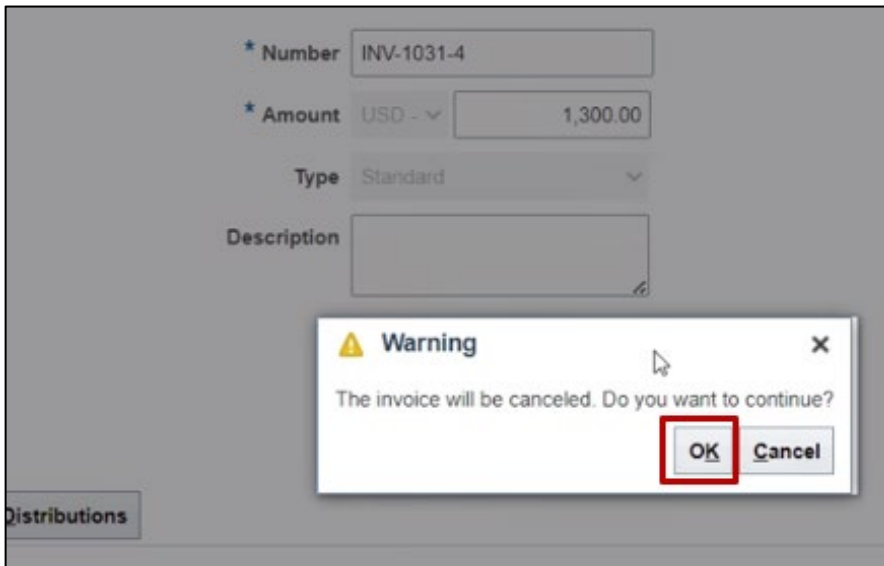 * Number INV-1031-4
* Amount USD - 1,300.00
Type Standard
Description
Warning
The invoice will be canceled. Do you want to continue?
OK Cancel
Distributions